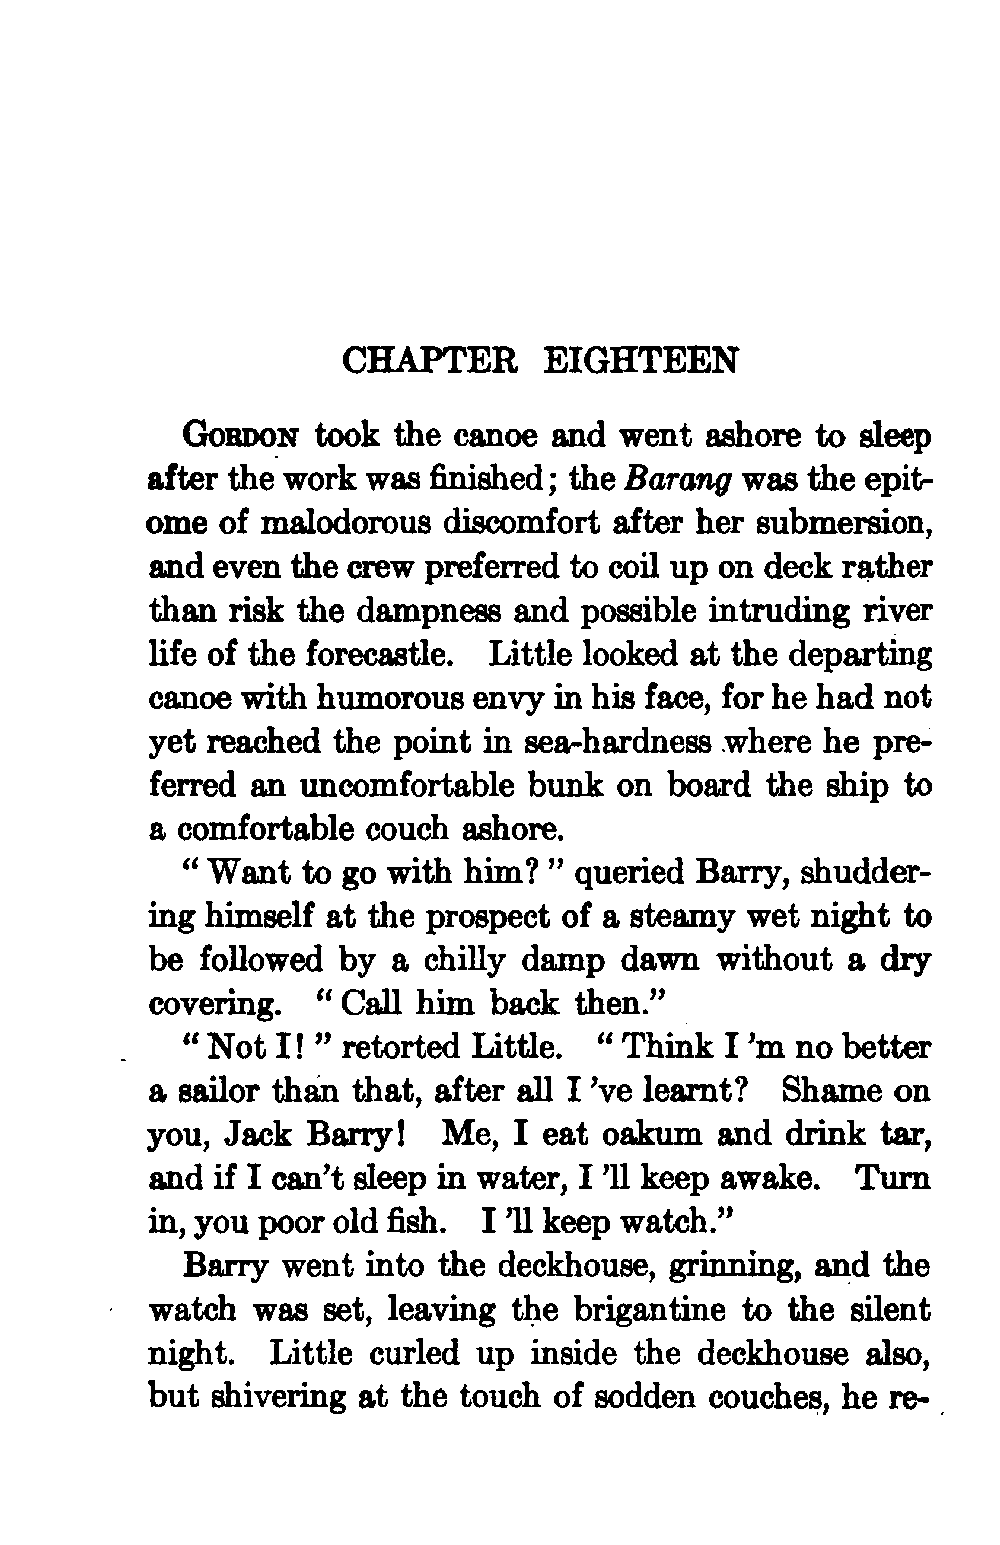 CHAPTER EIGHTEEN
GORDON took the canoe and went ashore to sleep
after the work was finished; the Barang was the epit-
ome of malodorous discomfort after her submersion,
and even the crew preferred to coil up on deck rather
than risk the dampness and possible intruding river
life of the forecastle. Little looked at the departing
canoe with humorous envy in his face, for he had not
yet reached the point in sea-hardness where he pre-
ferred an uncomfortable bunk on board the ship to
a comfortable couch ashore.
“ Want to go with him? ” queried Barry, shudder-
ing himself at the prospect of a steamy wet night to
be followed by a chilly damp dawn without a dry
covering. “ Call him back then.”
“ Not I! ” retorted Little. “ Think I ’m no better
a sailor than that, after all I ’ve learnt? Shame on
you, Jack Barry! Me, I eat oakum and drink tar,
and if I can’t sleep in water, I ’ll keep awake. Turn
in, you poor old fish. I ’ll keep watch.”
Barry went into the deckhouse, grinning, and the
watch was set, leaving the brigantine to the silent
night. Little curled up inside the deckhouse also,
but shivering at the touch of sodden couches, he re-